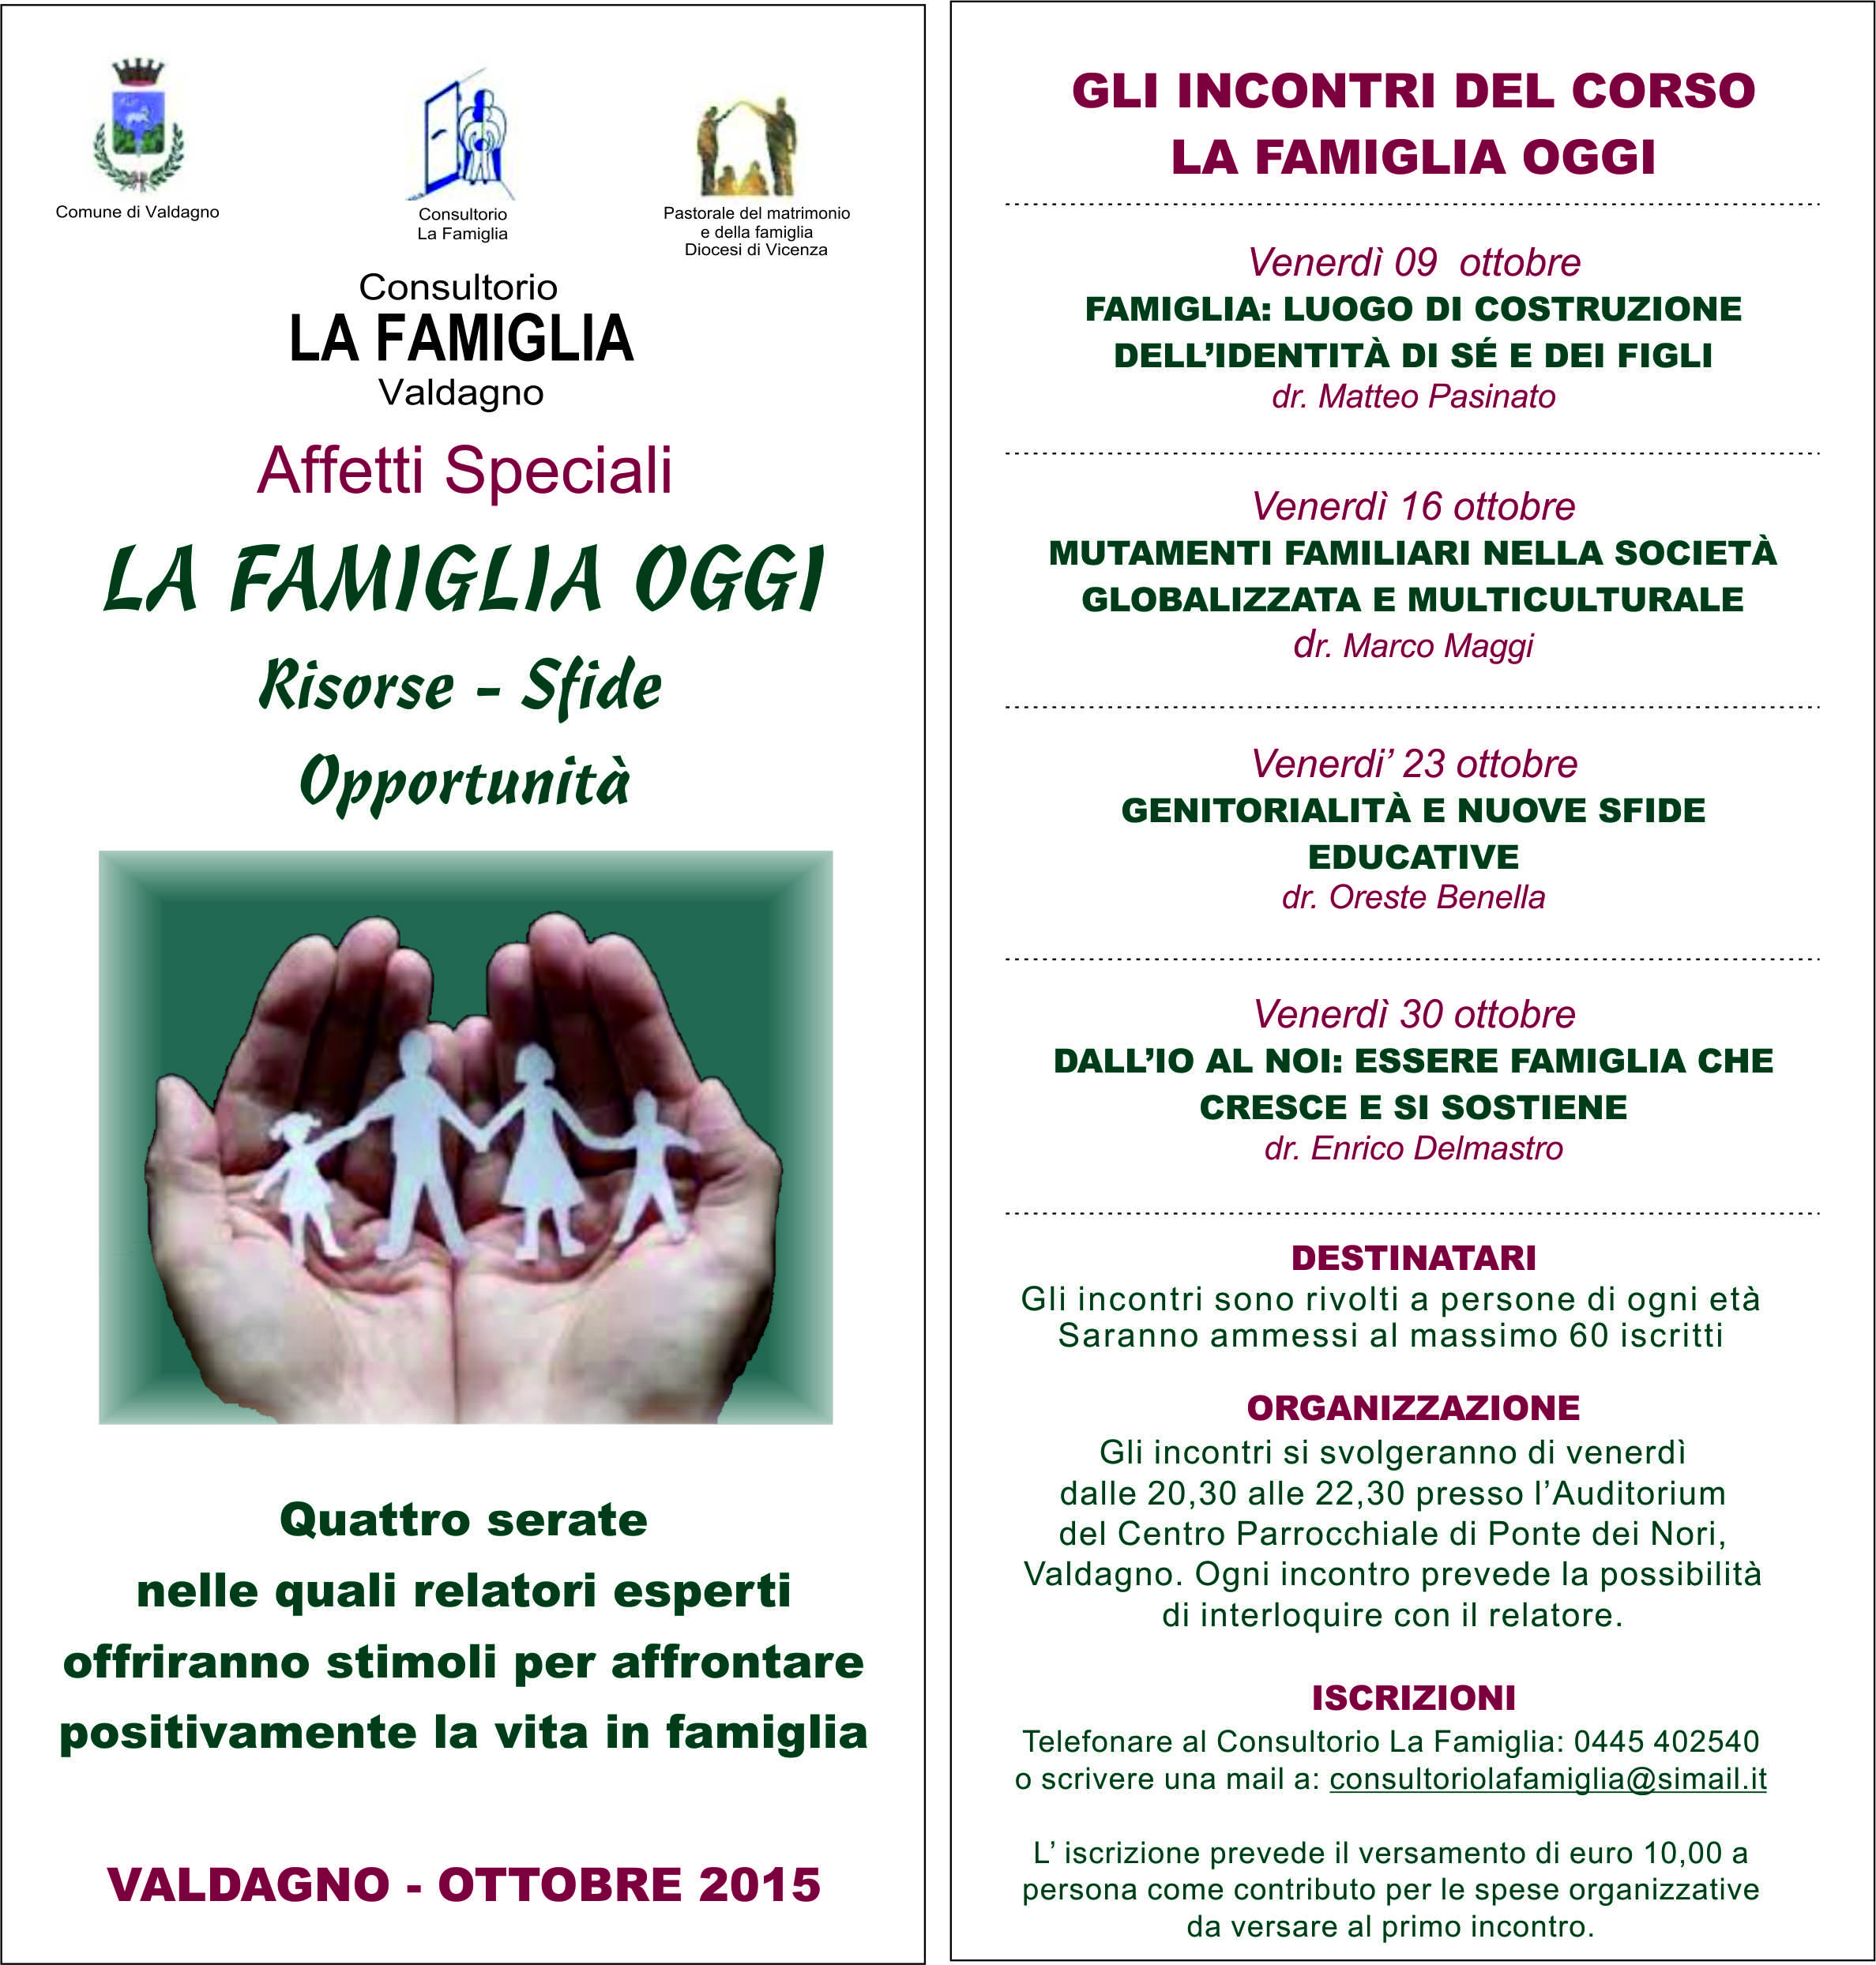 Comune di Valdagno
Consultorio
La Famiglia
Pastorale del matrimonio
e della famiglia
Diocesi di Vicenza
Consultorio
LA FAMIGLIA
Valdagno
Affetti Speciali
LA FAMIGLIA OGGI
Risorse - Sfide
Opportunità
Quattro serate
nelle quali relatori esperti
offriranno stimoli per affrontare
positivamente la vita in famiglia
VALDAGNO - OTTOBRE 2015
GLI INCONTRI DEL CORSO
LA FAMIGLIA OGGI
Venerdì 09 ottobre
FAMIGLIA: LUOGO DI COSTRUZIONE
DELL’IDENTITÀ DI SÉ E DEI FIGLI
dr. Matteo Pasinato
Venerdì 16 ottobre
MUTAMENTI FAMILIARI NELLA SOCIETÀ
GLOBALIZZATA E MULTICULTURALE
dr. Marco Maggi
Venerdi’ 23 ottobre
GENITORIALITÀ E NUOVE SFIDE
EDUCATIVE
dr. Oreste Benella
Venerdì 30 ottobre
DALL’IO AL NOI: ESSERE FAMIGLIA CHE
CRESCE E SI SOSTIENE
dr. Enrico Delmastro
DESTINATARI
Gli incontri sono rivolti a persone di ogni età
Saranno ammessi al massimo 60 iscritti
ORGANIZZAZIONE
Gli incontri si svolgeranno di venerdì
dalle 20,30 alle 22,30 presso l’Auditorium
del Centro Parrocchiale di Ponte dei Nori,
Valdagno. Ogni incontro prevede la possibilità
di interloquire con il relatore.
ISCRIZIONI
Telefonare al Consultorio La Famiglia: 0445 402540
o scrivere una mail a: consultoriolafamiglia@simail.it
L’ iscrizione prevede il versamento di euro 10,00 a
persona come contributo per le spese organizzative
da versare al primo incontro.